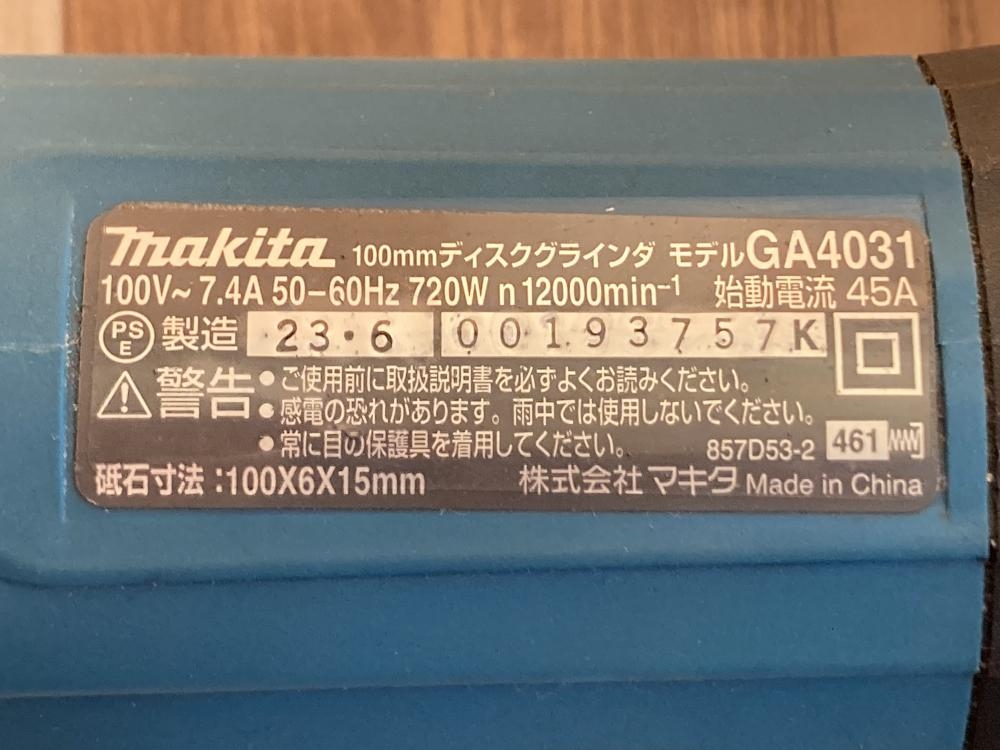 makita 100mmディスクグラインダ モデルGA4031
100V~ 7.4A 50-60Hz 720W n 12000min⁻¹ 始動電流 45A
PSE 製造 23・6 00193757K
警告 ●ご使用前に取扱説明書を必ずよくお読みください。
●感電の恐れがあります。雨中では使用しないでください。
●常に目の保護具を着用してください。 857D53-2 461
砥石寸法:100X6X15mm 株式会社マキタ Made in China